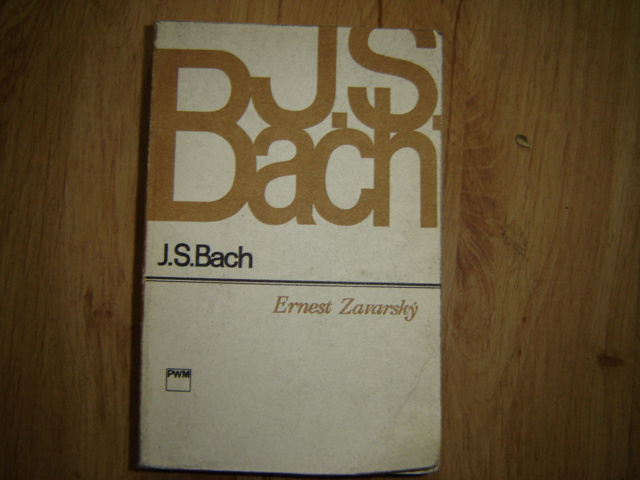 J.S.
Bach
J.S.Bach
Ernest Zavarský
PWM